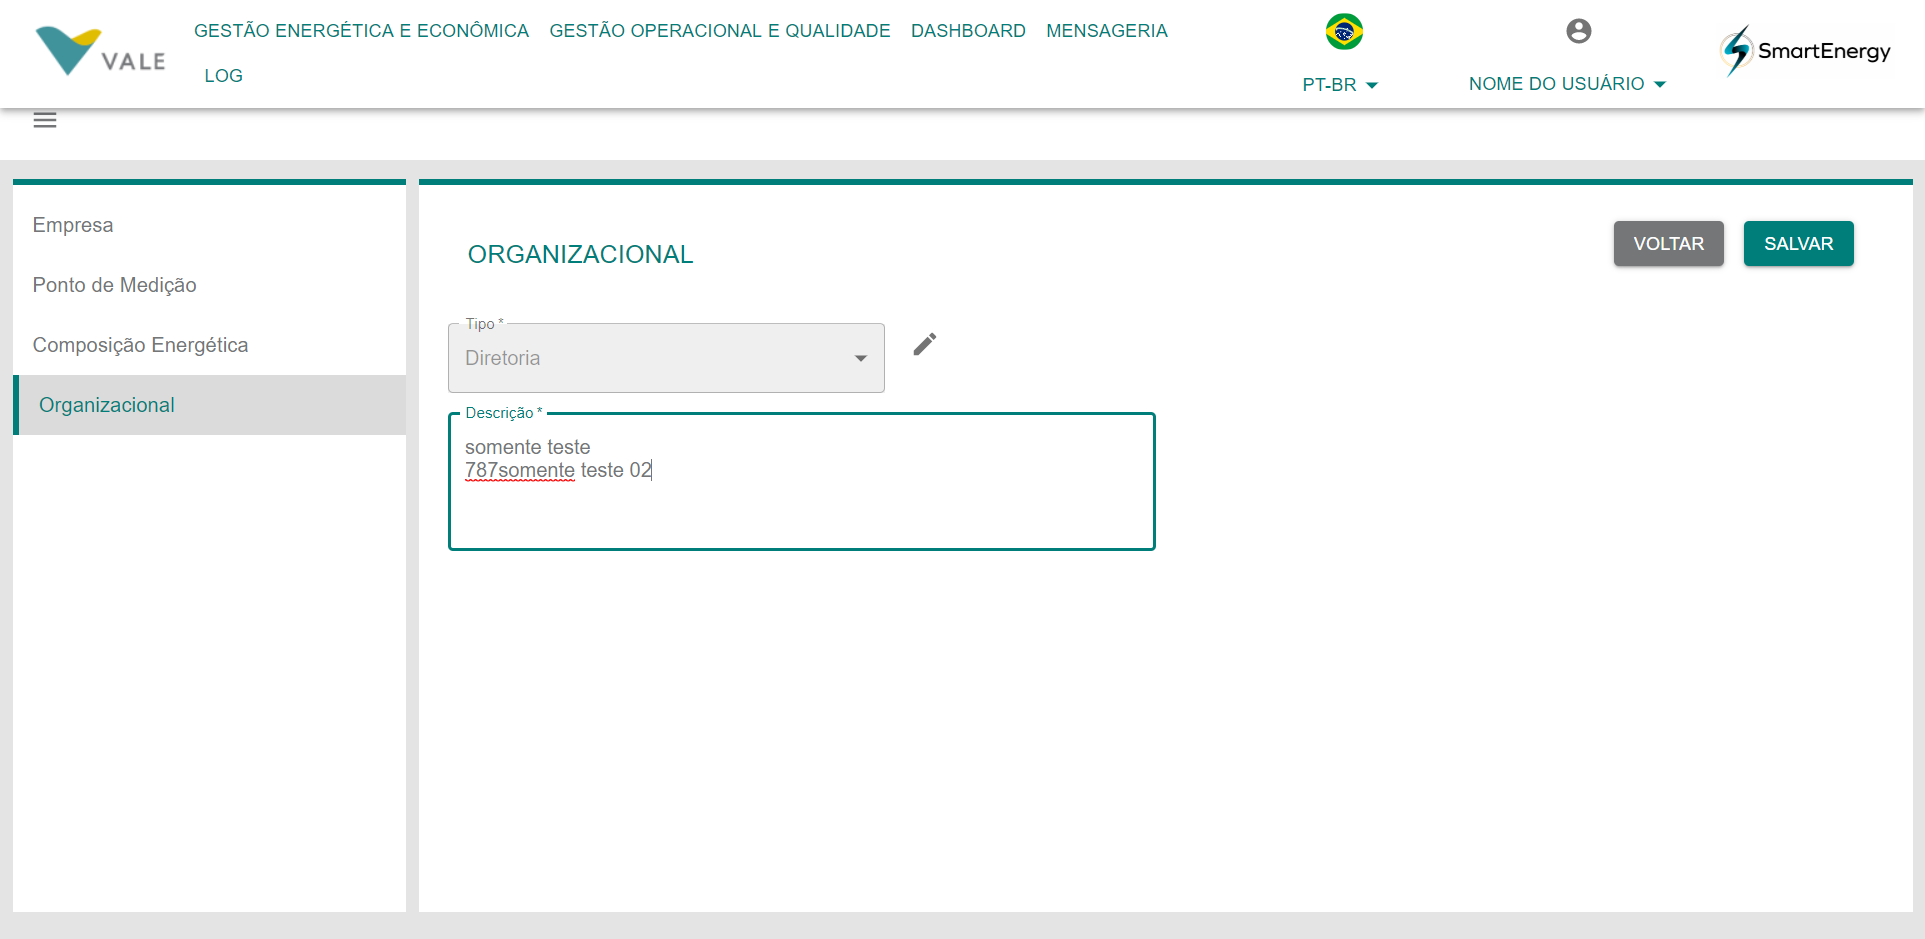 VALE
GESTÃO ENERGÉTICA E ECONÔMICA GESTÃO OPERACIONAL E QUALIDADE DASHBOARD MENSAGERIA
LOG
PT-BR
NOME DO USUÁRIO
SmartEnergy
Empresa
Ponto de Medição
Composição Energética
Organizacional
ORGANIZACIONAL
VOLTAR
SALVAR
Tipo *
Diretoria
Descrição *
somente teste
787somente teste 02